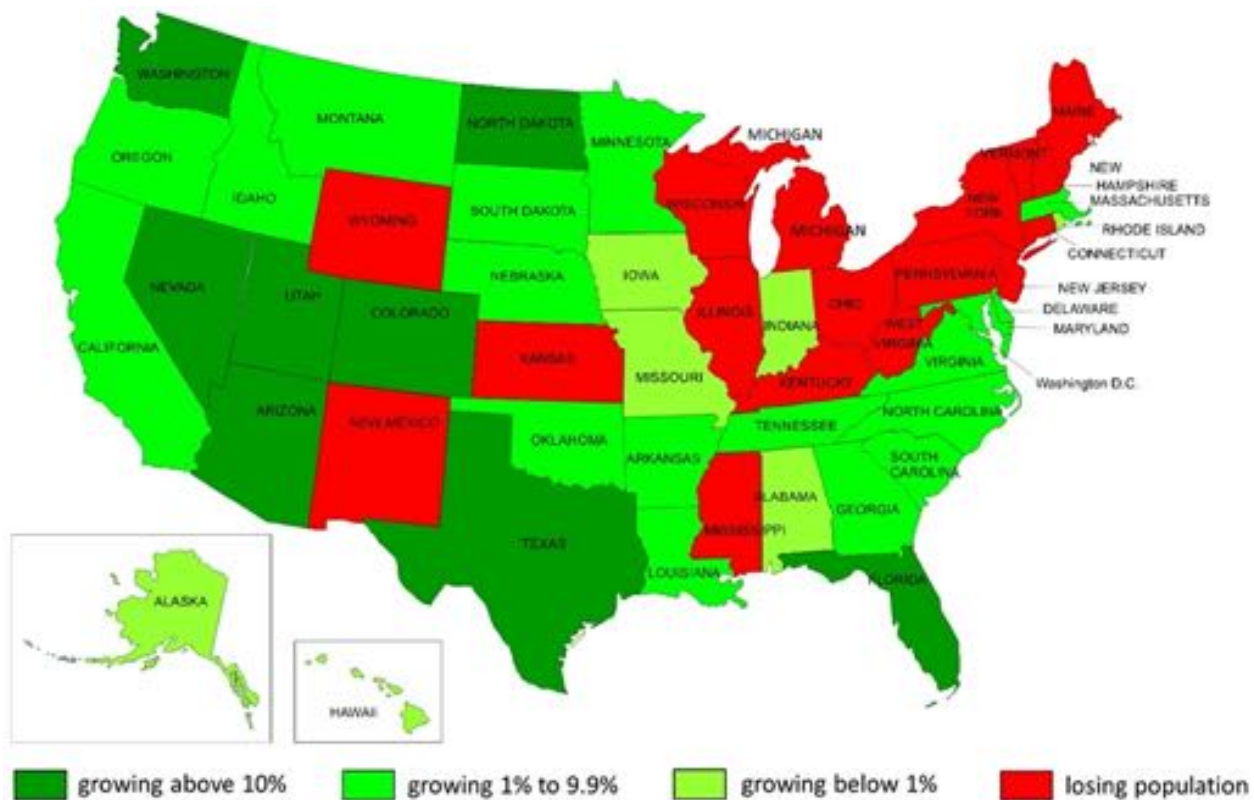 WASHINGTON
MONTANA
NORTH DAKOTA
MINNESOTA
MICHIGAN
MAINE
VERMONT
NEW
HAMPSHIRE
MASSACHUSETTS
OREGON
IDAHO
WYOMING
SOUTH DAKOTA
WISCONSIN
MICHIGAN
NEW
YORK
RHODE ISLAND
CONNECTICUT
NEVADA
UTAH
COLORADO
NEBRASKA
IOWA
ILLINOIS
INDIANA
OHIO
PENNSYLVANIA
NEW JERSEY
DELAWARE
MARYLAND
CALIFORNIA
KANSAS
MISSOURI
KENTUCKY
WEST
VIRGINIA
VIRGINIA
Washington D.C.
ARIZONA
NEW MEXICO
OKLAHOMA
ARKANSAS
TENNESSEE
NORTH CAROLINA
SOUTH
CAROLINA
TEXAS
LOUISIANA
MISSISSIPPI
ALABAMA
GEORGIA
FLORIDA
ALASKA
HAWAII
growing above 10%
growing 1% to 9.9%
growing below 1%
losing population